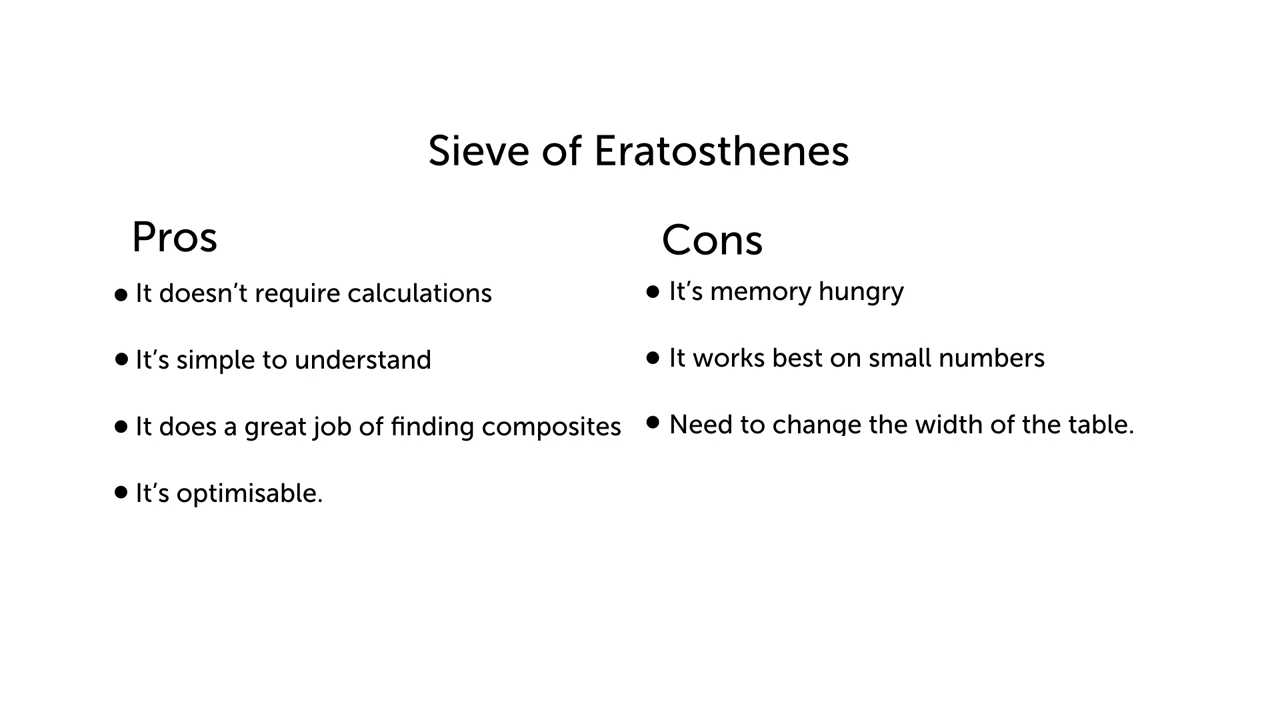 Sieve of Eratosthenes
Pros
• It doesn’t require calculations
• It’s simple to understand
• It does a great job of finding composites
• It’s optimisable.
Cons
• It’s memory hungry
• It works best on small numbers
• Need to change the width of the table.